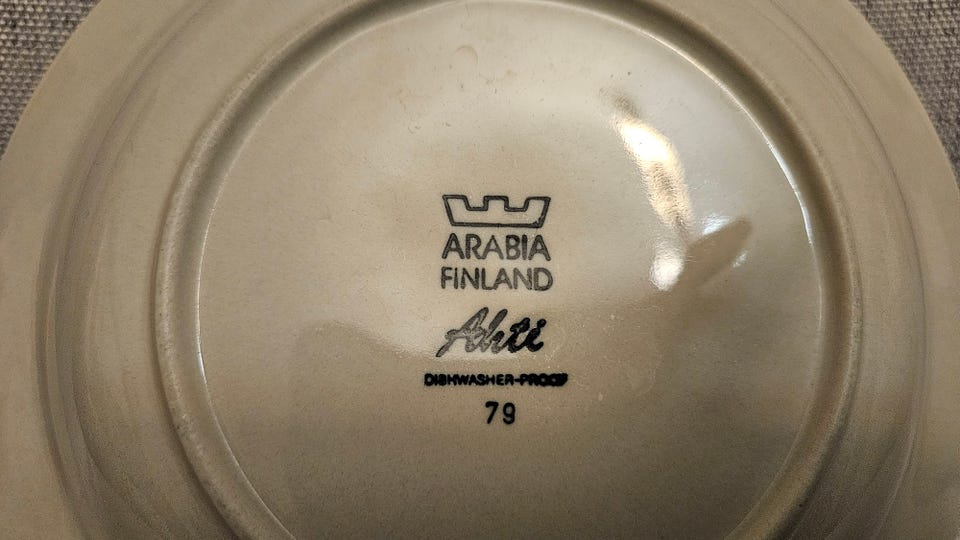 ARABIA
FINLAND
Ahti
DISHWASHER-PROOF
79